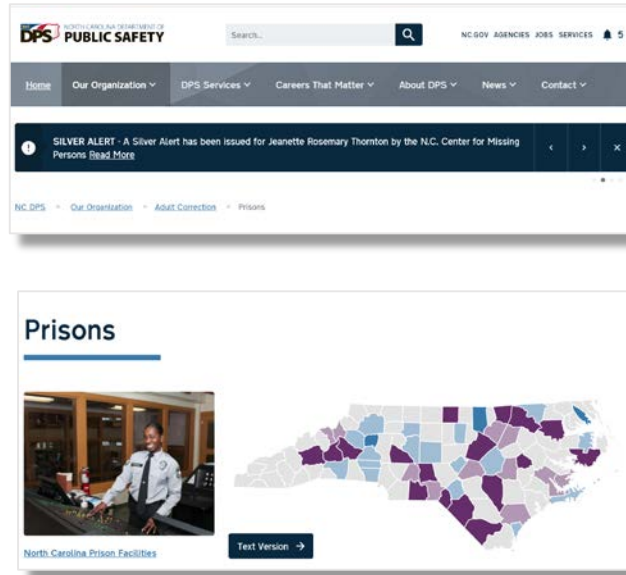 NORTH CAROLINA DEPARTMENT OF
DPS PUBLIC SAFETY
Search...
NC.GOV AGENCIES JOBS SERVICES 5
Home Our Organization DPS Services Careers That Matter About DPS News Contact
SILVER ALERT - A Silver Alert has been issued for Jeanette Rosemary Thornton by the N.C. Center for Missing
Persons Read More
NC DPS Our Organization Adult Correction Prisons
Prisons
North Carolina Prison Facilities
Text Version →